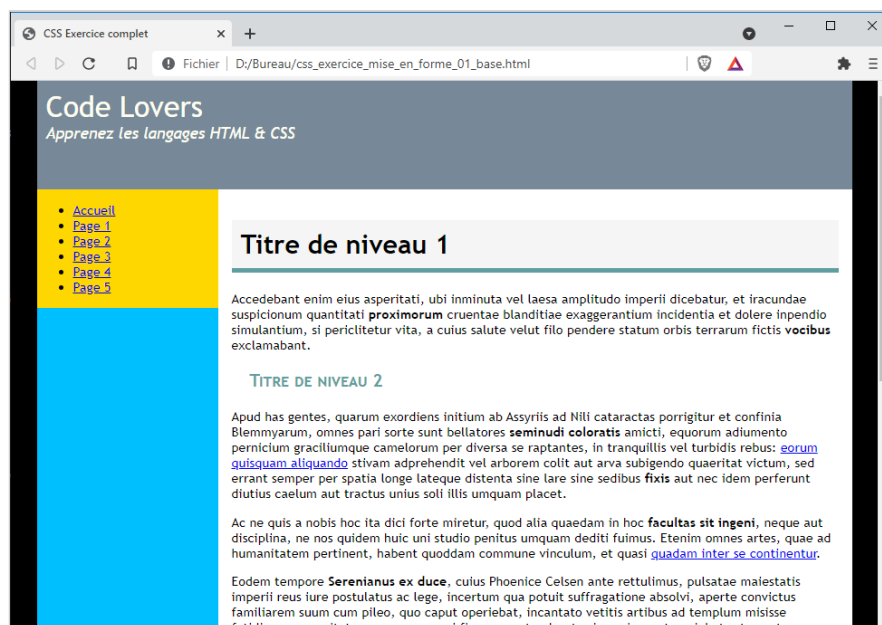 CSS Exercice complet
Fichier D:/Bureau/css_exercice_mise_en_forme_01_base.html
Code Lovers
Apprenez les langages HTML & CSS
Accueil
Page 1
Page 2
Page 3
Page 4
Page 5
Titre de niveau 1
Accedebant enim eius asperitati, ubi inminuta vel laesa amplitudo imperii dicebatur, et iracundae
suspicionum quantitati proximorum cruentae blanditiae exaggerantium incidentia et dolere inpendio
simulantium, si periclitetur vita, a cuius salute velut filo pendere statum orbis terrarum fictis vocibus
exclamabant.
Titre de niveau 2
Apud has gentes, quarum exordiens initium ab Assyriis ad Nili cataractas porrigitur et confinia
Blemmyarum, omnes pari sorte sunt bellatores seminudi coloratis amicti, equorum adiumento
pernicium graciliumque camelorum per diversa se raptantes, in tranquillis vel turbidis rebus: eorum
quisquam aliquando stivam adprehendit vel arborem colit aut arva subigendo quaeritat victum, sed
errant semper per spatia longe lateque distenta sine lare sine sedibus fixis aut nec idem perferunt
diutius caelum aut tractus unius soli illis umquam placet.
Ac ne quis a nobis hoc ita dici forte miretur, quod alia quaedam in hoc facultas sit ingeni, neque aut
disciplina, ne nos quidem huic uni studio penitus umquam dediti fuimus. Etenim omnes artes, quae ad
humanitatem pertinent, habent quoddam commune vinculum, et quasi quadam inter se continentur.
Eodem tempore Serenianus ex duce, cuius Phoenice Celsen ante rettulimus, pulsatae maiestatis
imperii reus iure postulatus ac lege, incertum qua potuit suffragatione absolvi, aperte convictus
familiarem suum cum pileo, quo caput operiebat, incantato vetitis artibus ad templum misisse